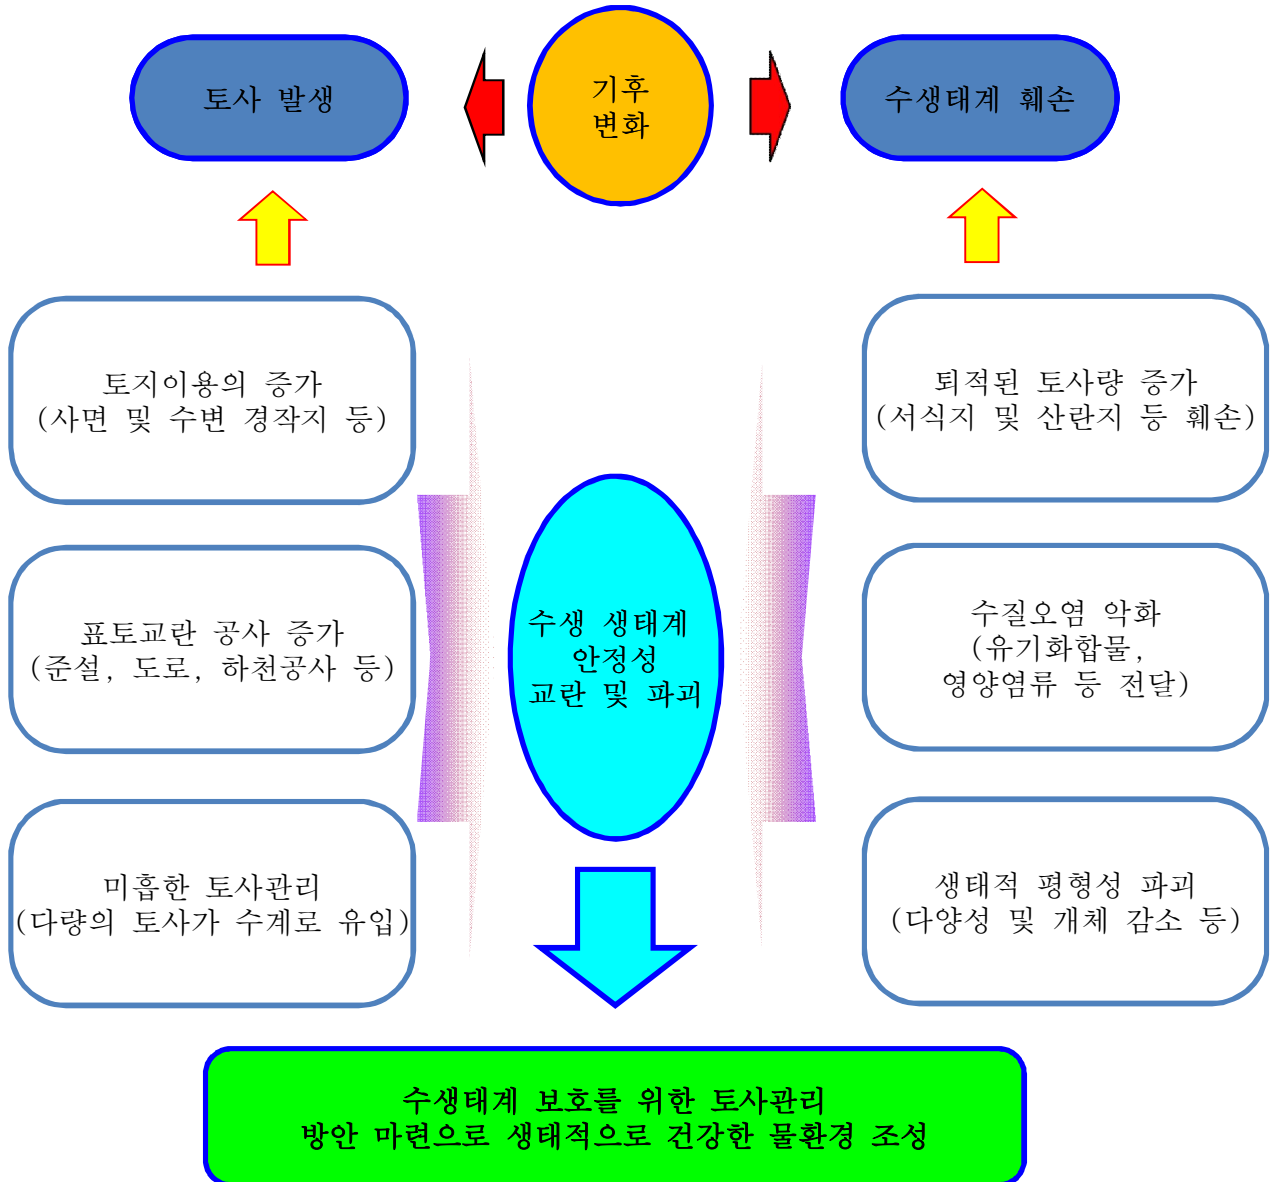 토사 발생
기후
변화
수생태계 훼손
토지이용의 증가
(사면 및 수변 경작지 등)
퇴적된 토사량 증가
(서식지 및 산란지 등 훼손)
표토교란 공사 증가
(준설, 도로, 하천공사 등)
수생 생태계
안정성
교란 및 파괴
수질오염 악화
(유기화합물,
영양염류 등 전달)
미흡한 토사관리
(다량의 토사가 수계로 유입)
생태적 평형성 파괴
(다양성 및 개체 감소 등)
수생태계 보호를 위한 토사관리
방안 마련으로 생태적으로 건강한 물환경 조성